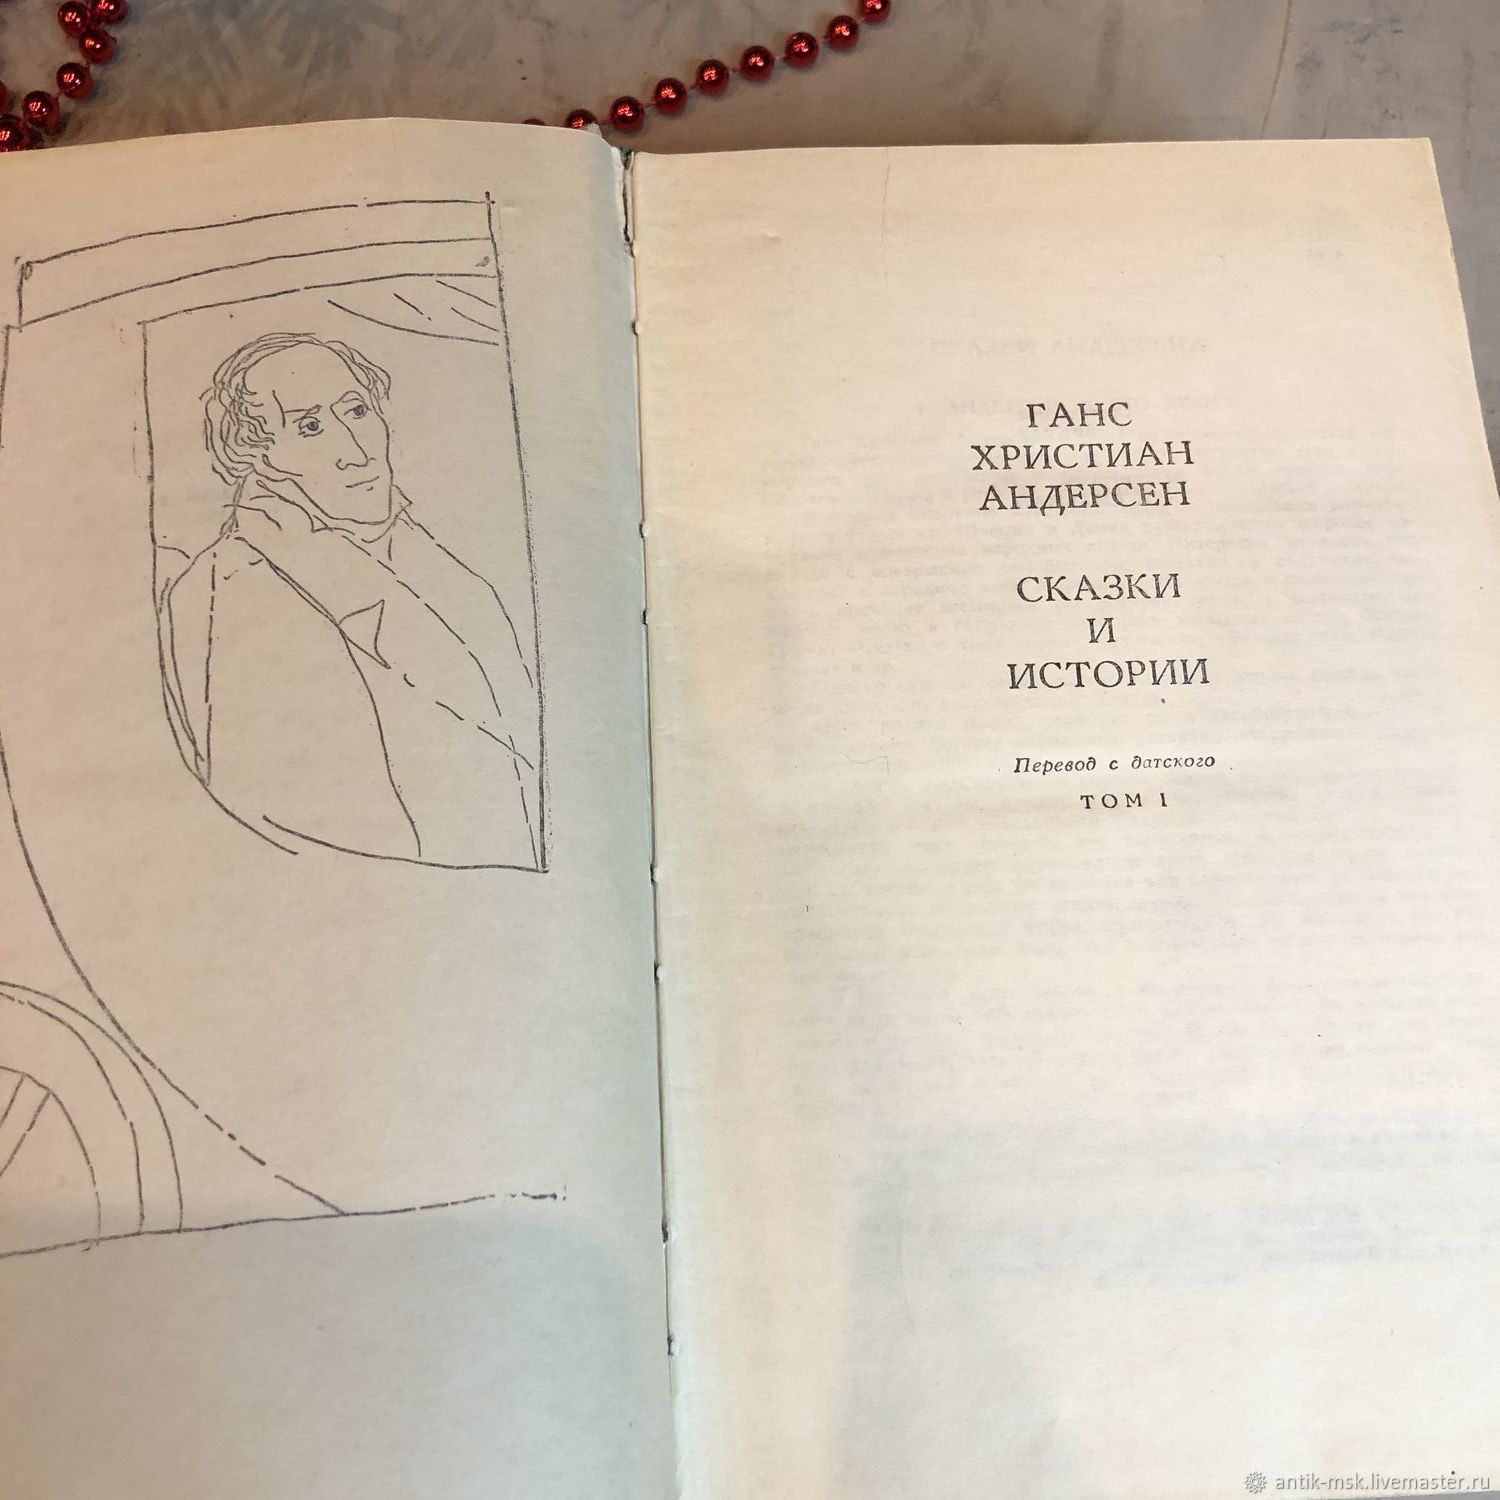 ГАНС
ХРИСТИАН
АНДЕРСЕН
СКАЗКИ
И
ИСТОРИИ
Перевод с датского
ТОМ I
antik-msk.livemaster.ru